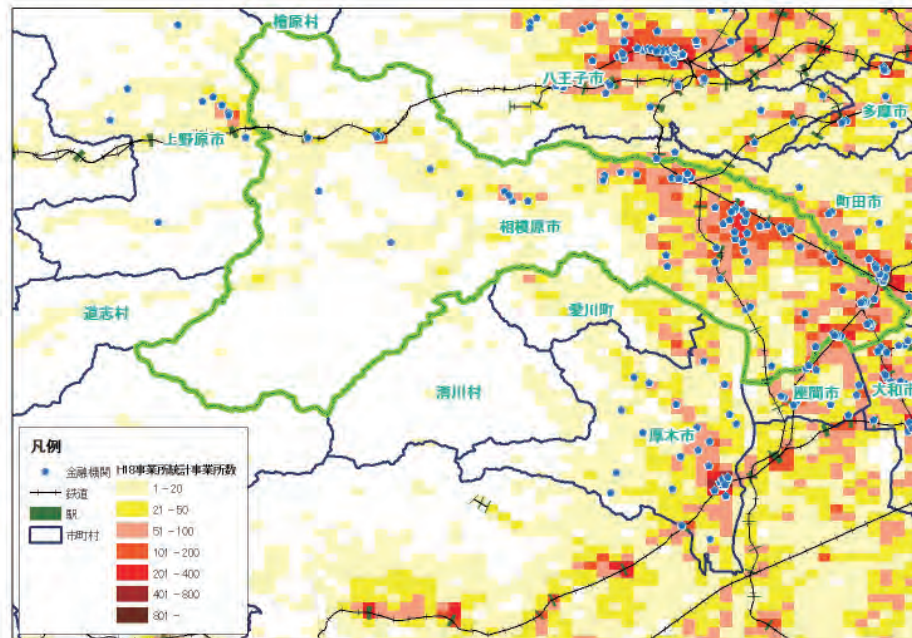 檜原村
八王子市
多摩市
上野原市
町田市
相模原市
道志村
愛川町
清川村
座間市
大和市
厚木市
凡例
金融機関
鉄道
駅
市町村
H18事業所統計事業所数
1-20
21-50
51-100
101-200
201-400
401-800
801-